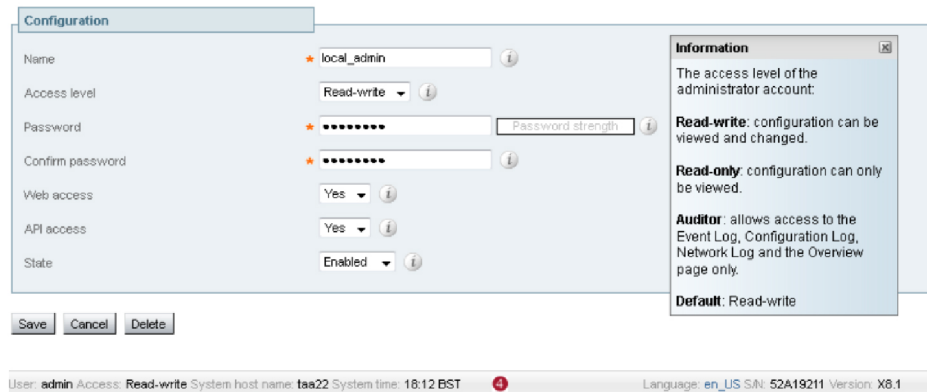 Configuration
Name ★ local_admin i
Access level Read-write i
Password ★ •••••••• Password strength i
Confirm password ★ •••••••• i
Web access Yes i
API access Yes i
State Enabled i
Information
The access level of the
administrator account:
Read-write: configuration can be
viewed and changed.
Read-only: configuration can only
be viewed.
Auditor: allows access to the
Event Log, Configuration Log,
Network Log and the Overview
page only.
Default: Read-write
Save Cancel Delete
User: admin Access: Read-write System host name: taa22 System time: 18:12 BST 4 Language: en_US S/N: 52A19211 Version: X8.1